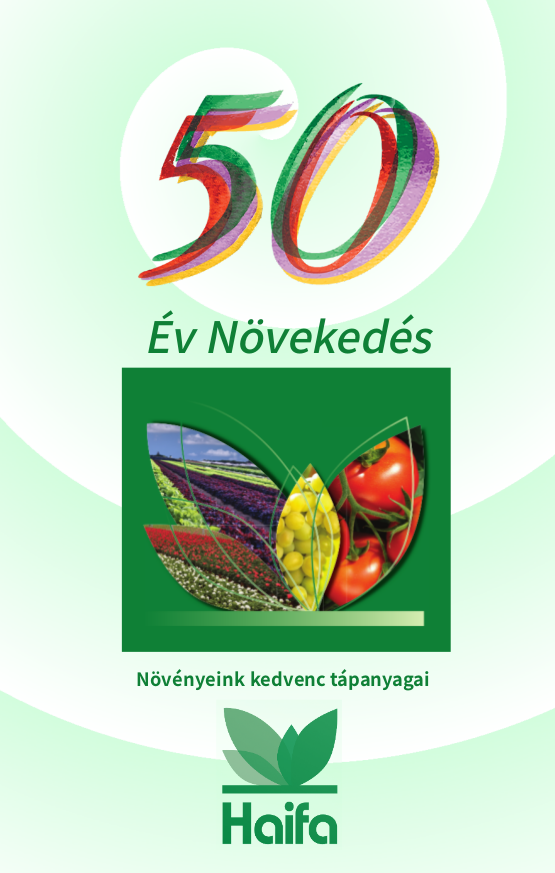 50
Év Növekedés
Növényeink kedvenc tápanyagai
Haifa